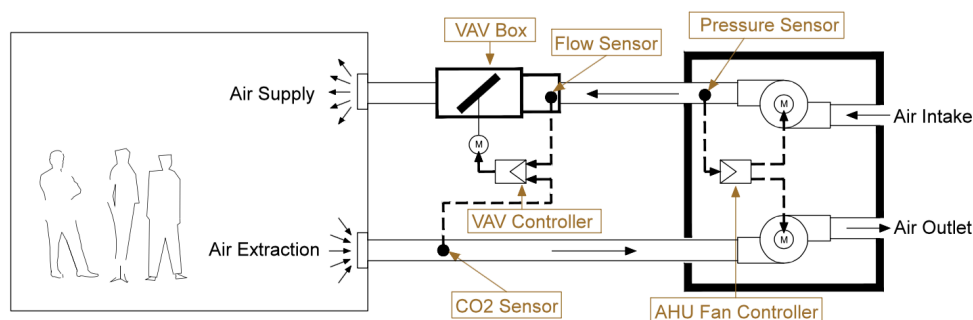 VAV Box
Flow Sensor
Pressure Sensor
Air Supply
M
Air Intake
M
VAV Controller
Air Extraction
M
Air Outlet
CO2 Sensor
AHU Fan Controller